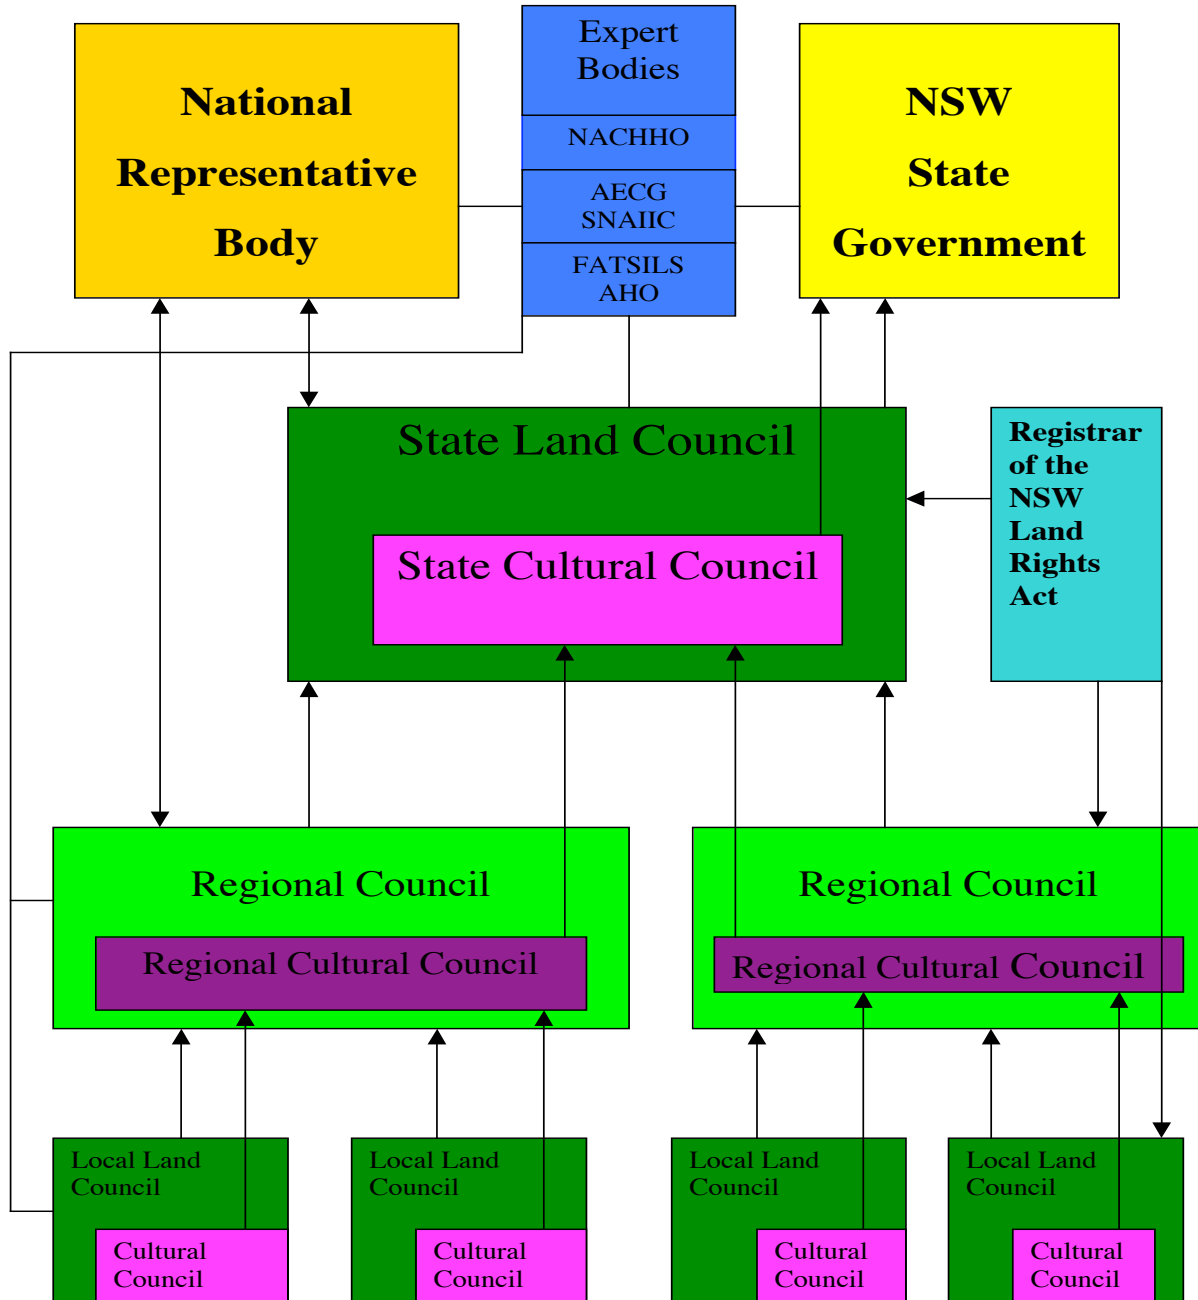 Expert
Bodies
NACHHO
AECG
SNAIIC
FATSILS
AHO
National
Representative
Body
NSW
State
Government
State Land Council
State Cultural Council
Registrar
of the
NSW
Land
Rights
Act
Regional Council
Regional Cultural Council
Regional Council
Regional Cultural Council
Local Land
Council
Cultural
Council
Local Land
Council
Cultural
Council
Local Land
Council
Cultural
Council
Local Land
Council
Cultural
Council